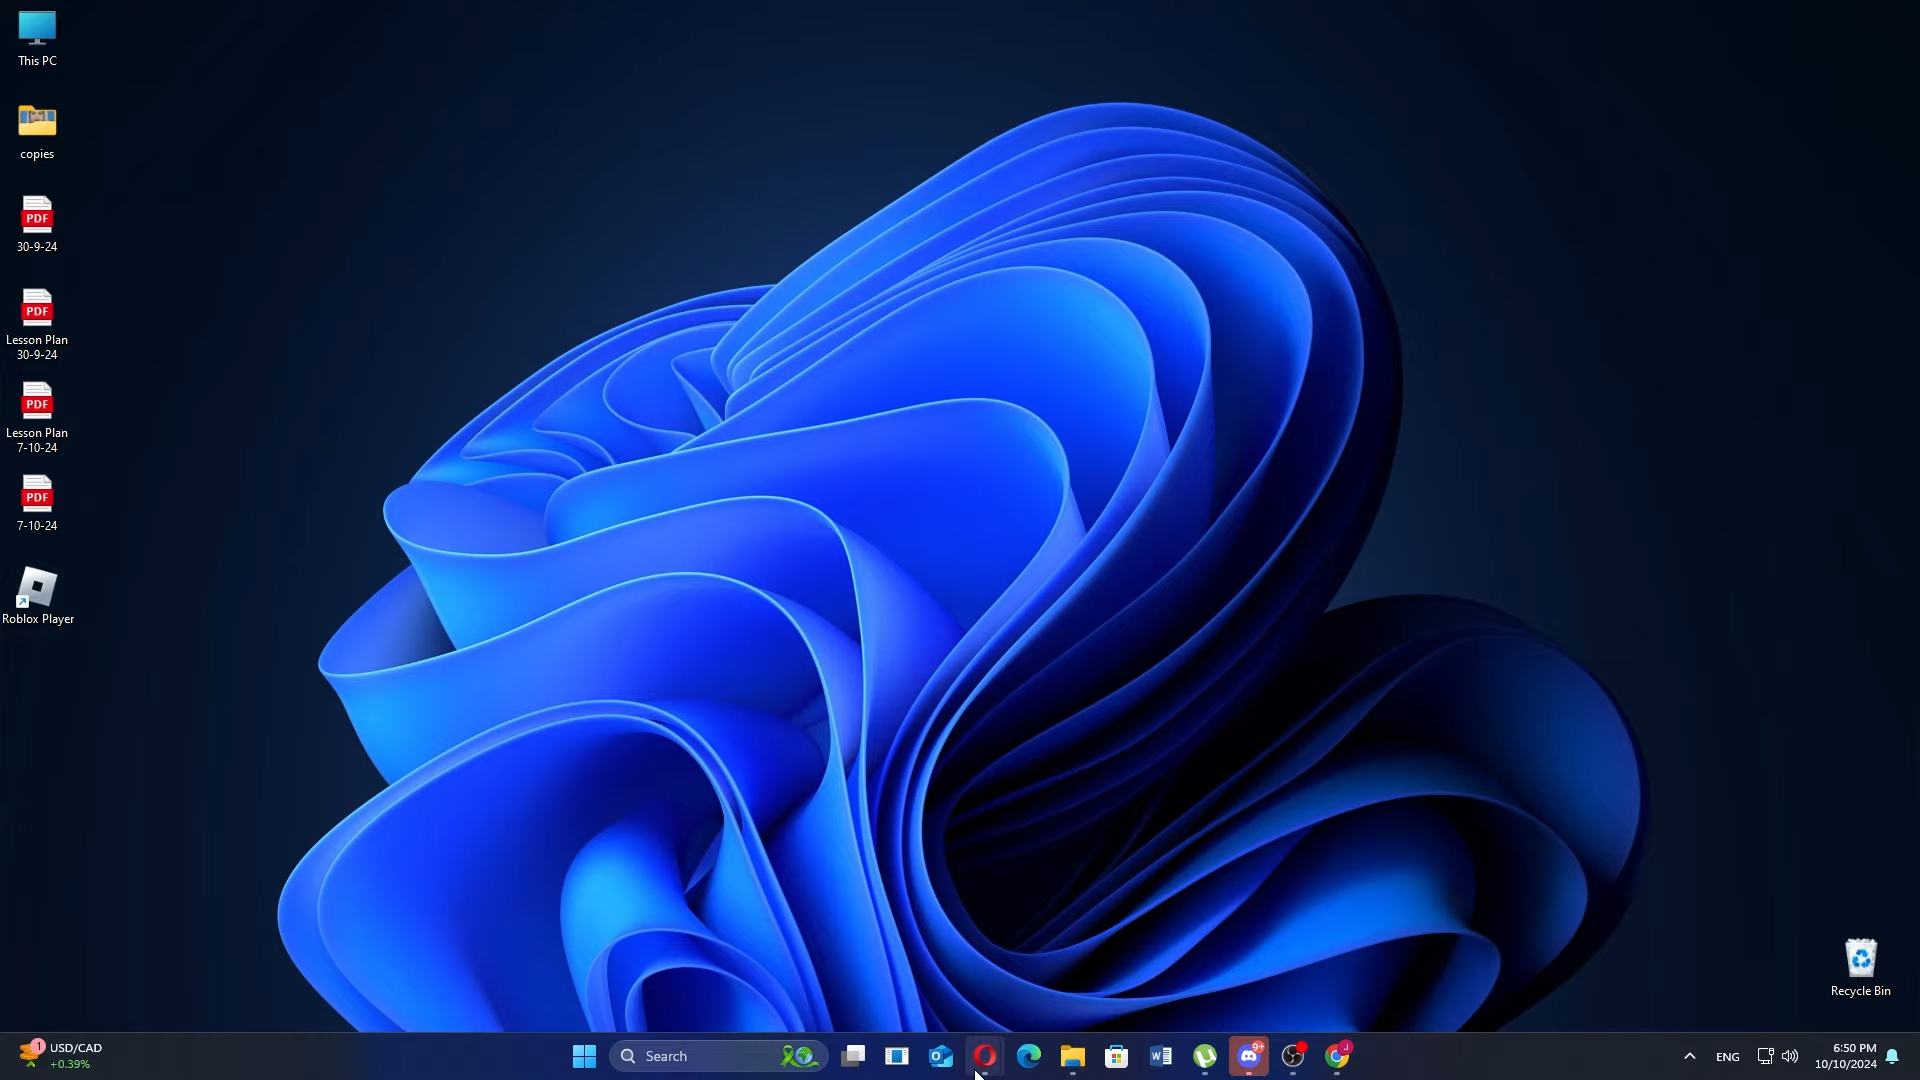 This PC
copies
PDF
30-9-24
PDF
Lesson Plan
30-9-24
PDF
Lesson Plan
7-10-24
PDF
7-10-24
Roblox Player
Recycle Bin
1
USD/CAD
+0.39%
Search
9+
J
ENG
6:50 PM
10/10/2024